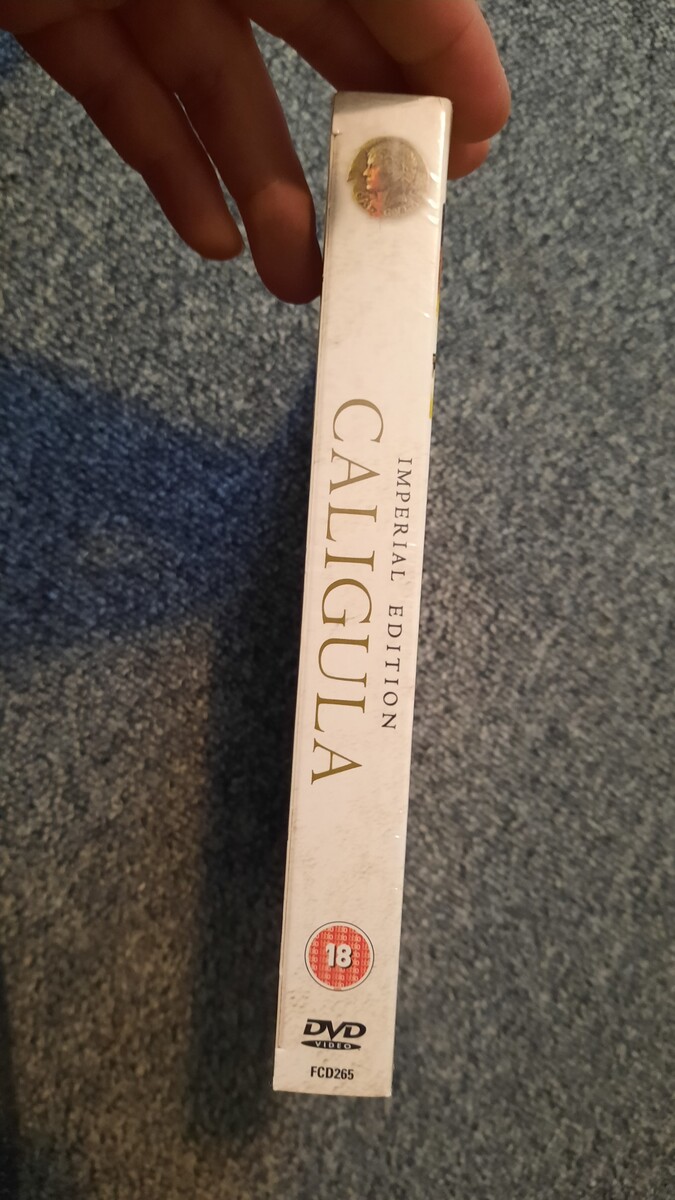 IMPERIAL EDITION
CALIGULA
18
DVD
VIDEO
FCD265